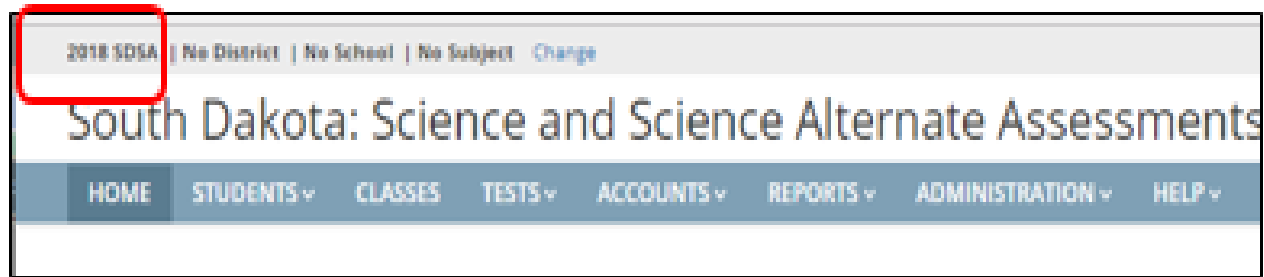 2018 SDSA | No District | No School | No Subject Change
South Dakota: Science and Science Alternate Assessments
HOME STUDENTS CLASSES TESTS ACCOUNTS REPORTS ADMINISTRATION HELP